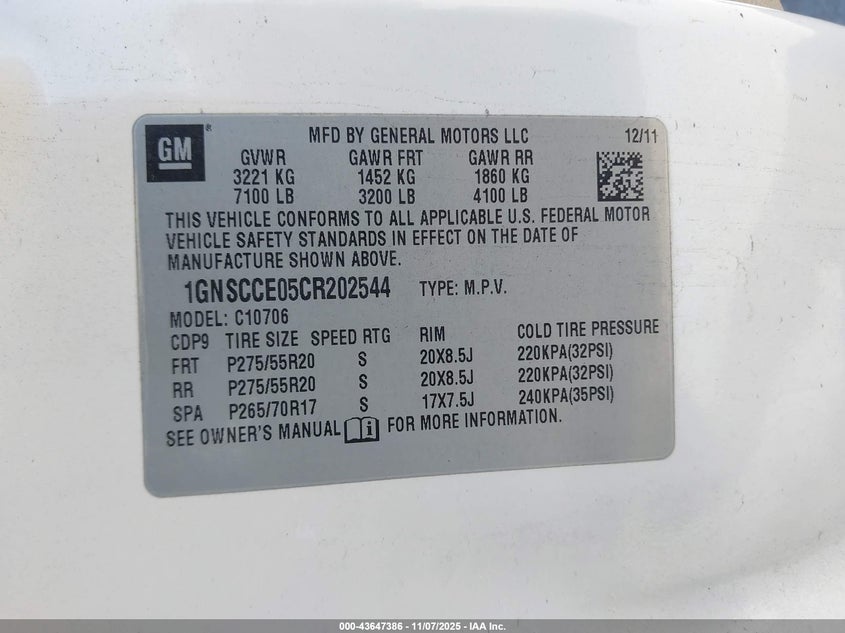 GM ®
MFD BY GENERAL MOTORS LLC 12/11
GVWR GAWR FRT GAWR RR
3221 KG 1452 KG 1860 KG
7100 LB 3200 LB 4100 LB
THIS VEHICLE CONFORMS TO ALL APPLICABLE U.S. FEDERAL MOTOR
VEHICLE SAFETY STANDARDS IN EFFECT ON THE DATE OF
MANUFACTURE SHOWN ABOVE.
1GNSCCE05CR202544 TYPE: M.P.V.
MODEL: C10706
CDP9 TIRE SIZE SPEED RTG RIM COLD TIRE PRESSURE
FRT P275/55R20 S 20X8.5J 220KPA(32PSI)
RR P275/55R20 S 20X8.5J 220KPA(32PSI)
SPA P265/70R17 S 17X7.5J 240KPA(35PSI)
SEE OWNER'S MANUAL i FOR MORE INFORMATION.
000-43647386 - 11/07/2025 - IAA Inc.